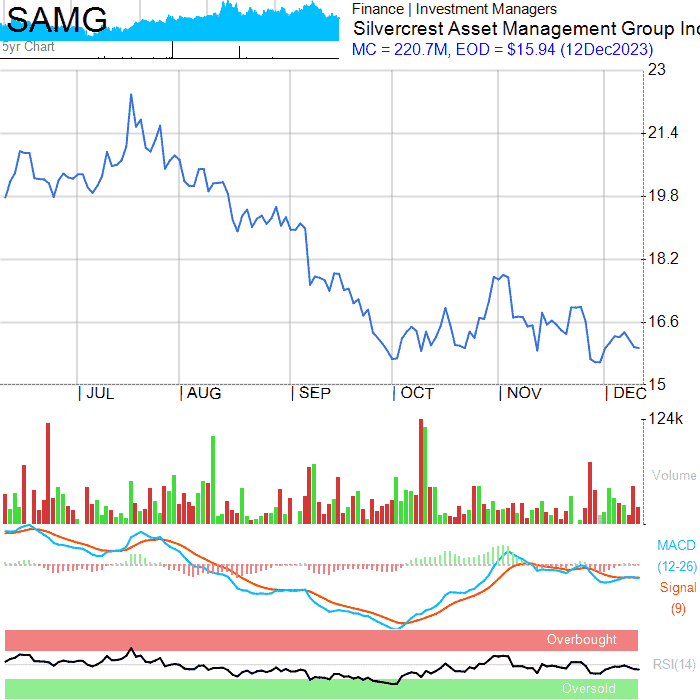 SAMG
5yr Chart
Finance | Investment Managers
Silvercrest Asset Management Group Inc
MC = 220.7M, EOD = $15.94 (12Dec2023)
23
21.4
19.8
18.2
16.6
15
JUL
AUG
SEP
OCT
NOV
DEC
124k
Volume
MACD
(12-26)
Signal
(9)
Overbought
RSI(14)
Oversold